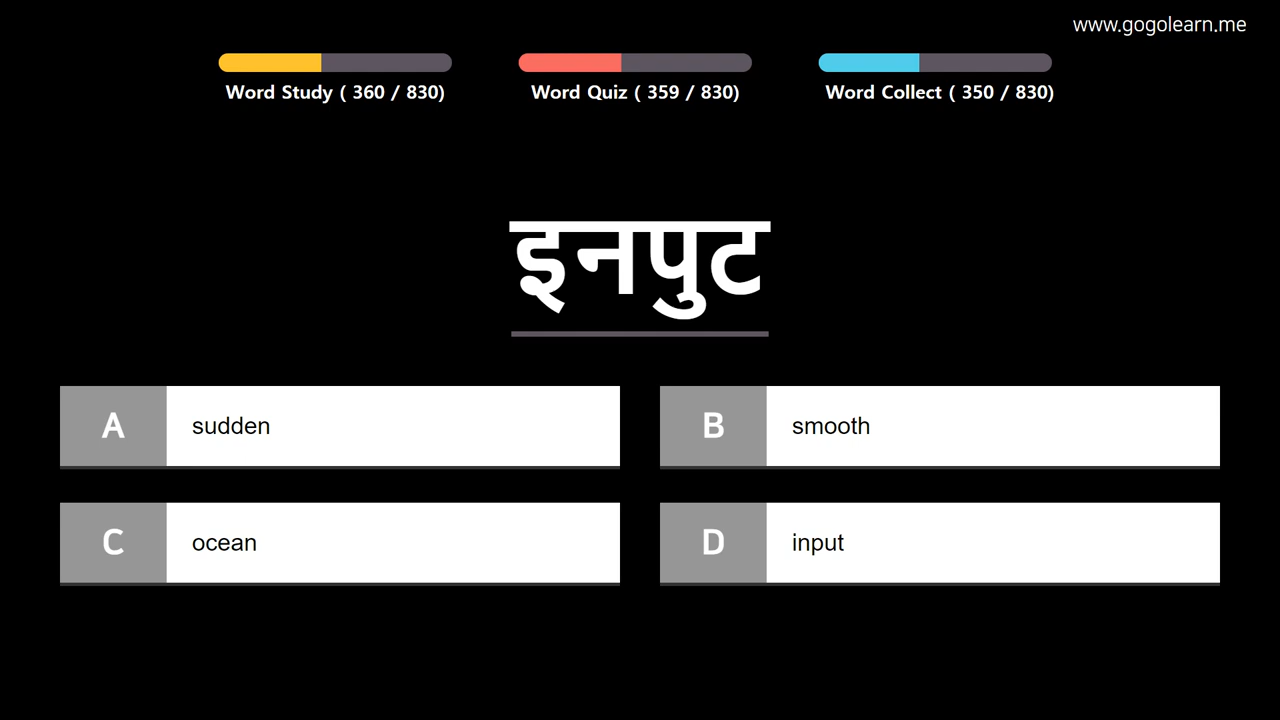 www.gogolearn.me
Word Study ( 360 / 830)
Word Quiz ( 359 / 830)
Word Collect ( 350 / 830)
इनपुट
A sudden
B smooth
C ocean
D input